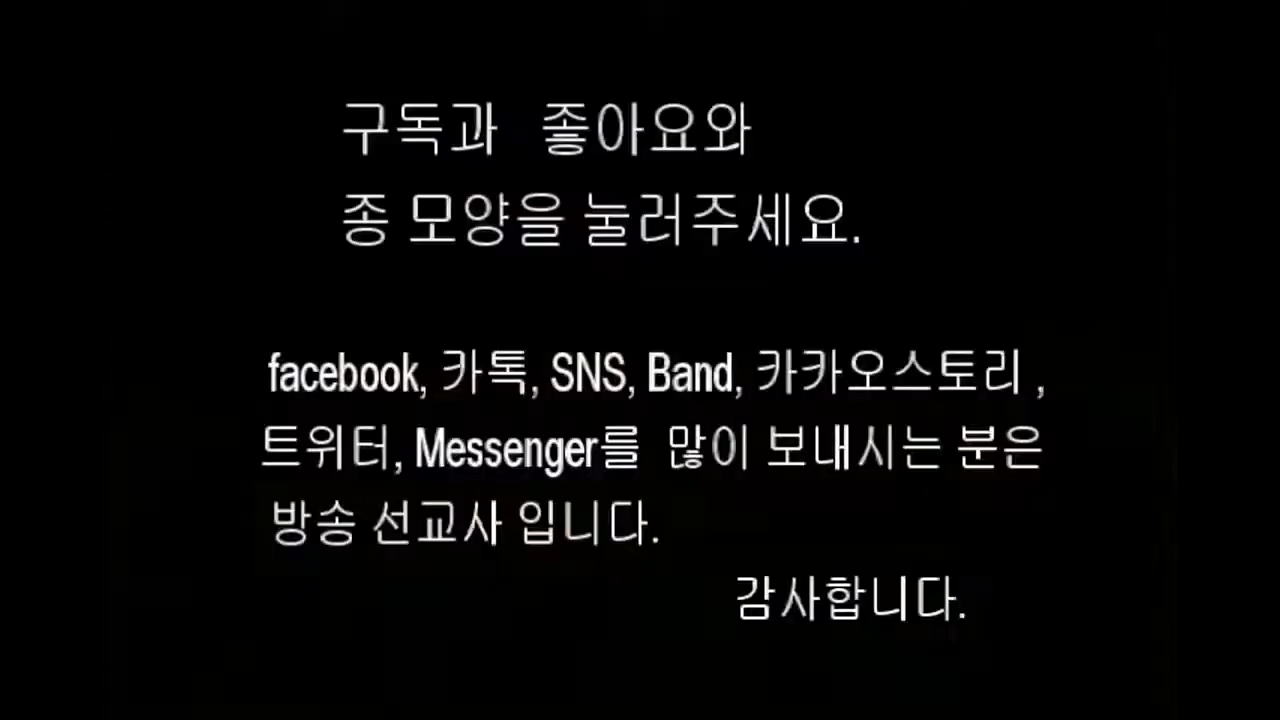 구독과 좋아요와
종 모양을 눌러주세요.
facebook, 카톡, SNS, Band, 카카오스토리 ,
트위터, Messenger를 많이 보내시는 분은
방송 선교사 입니다.
감사합니다.